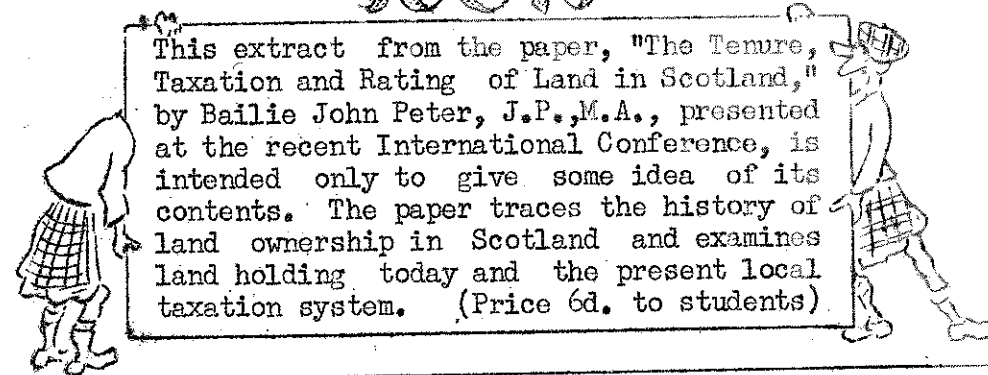 This extract from the paper, "The Tenure,
Taxation and Rating of Land in Scotland,"
by Bailie John Peter, J.P.,M.A., presented
at the recent International Conference, is
intended only to give some idea of its
contents. The paper traces the history of
land ownership in Scotland and examines
land holding today and the present local
taxation system. (Price 6d. to students)